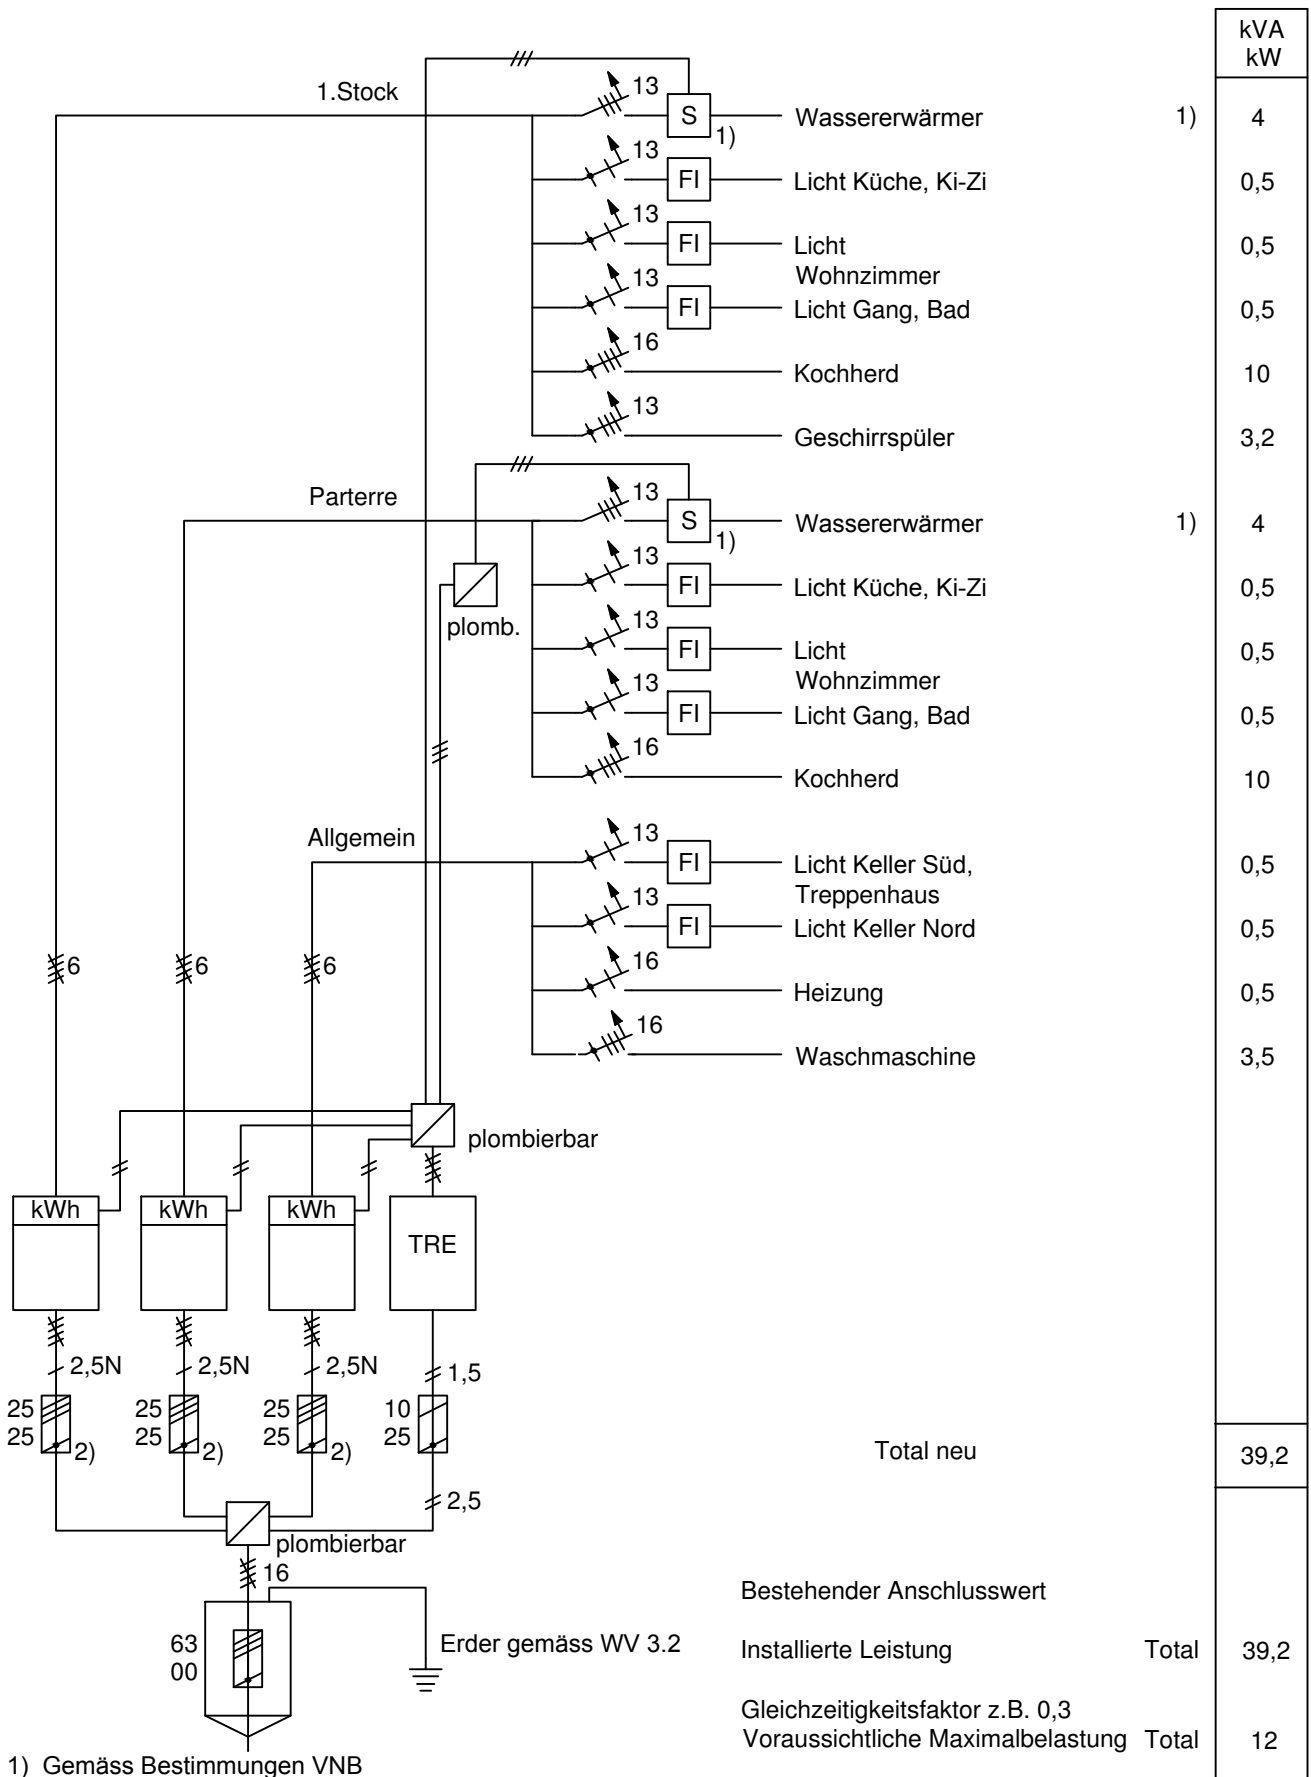 kVA
kW
1.Stock
13
S
1)
Wassererwärmer
1)
4
13
FI
Licht Küche, Ki-Zi
0,5
13
FI
Licht
Wohnzimmer
0,5
13
FI
Licht Gang, Bad
0,5
16
Kochherd
10
13
Geschirrspüler
3,2
Parterre
13
S
1)
Wassererwärmer
1)
4
plomb.
13
FI
Licht Küche, Ki-Zi
0,5
13
FI
Licht
Wohnzimmer
0,5
13
FI
Licht Gang, Bad
0,5
16
Kochherd
10
Allgemein
13
FI
Licht Keller Süd,
Treppenhaus
0,5
13
FI
Licht Keller Nord
0,5
16
Heizung
0,5
16
Waschmaschine
3,5
6
6
6
plombierbar
kWh
kWh
kWh
TRE
2,5N
2,5N
2,5N
1,5
25
25
2)
25
25
2)
25
25
2)
10
25
2,5
Total neu
39,2
plombierbar
16
63
00
Erder gemäss WV 3.2
Bestehender Anschlusswert
Installierte Leistung Total 39,2
Gleichzeitigkeitsfaktor z.B. 0,3
Voraussichtliche Maximalbelastung Total 12
1) Gemäss Bestimmungen VNB